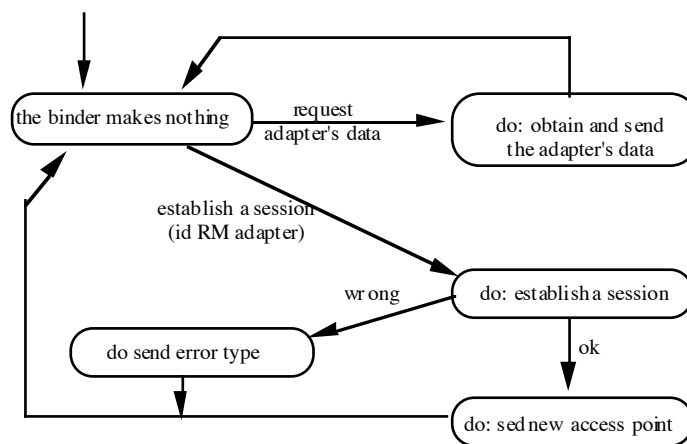 the binder makes nothing
request
adapter's data
do: obtain and send
the adapter's data
establish a session
(id RM adapter)
wrong
do: establish a session
do send error type
ok
do: sed new access point